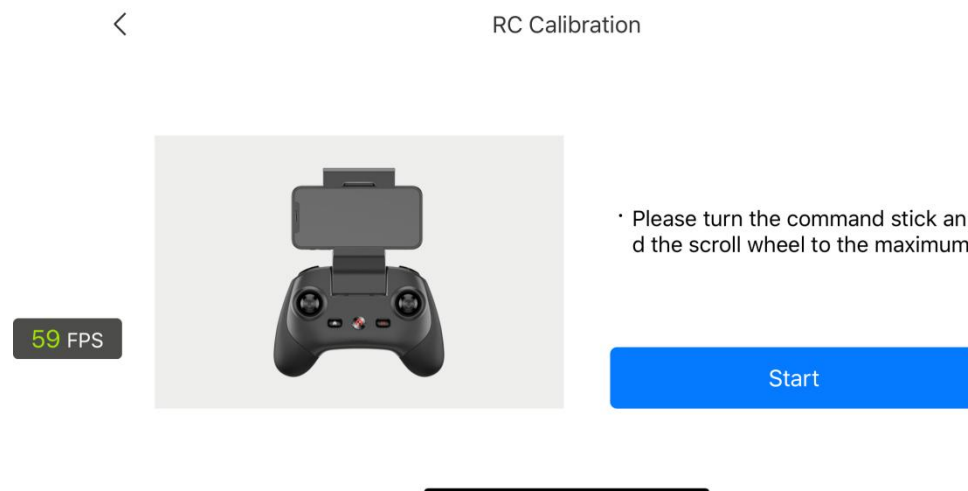 RC Calibration
· Please turn the command stick an
d the scroll wheel to the maximum
59 FPS
Start